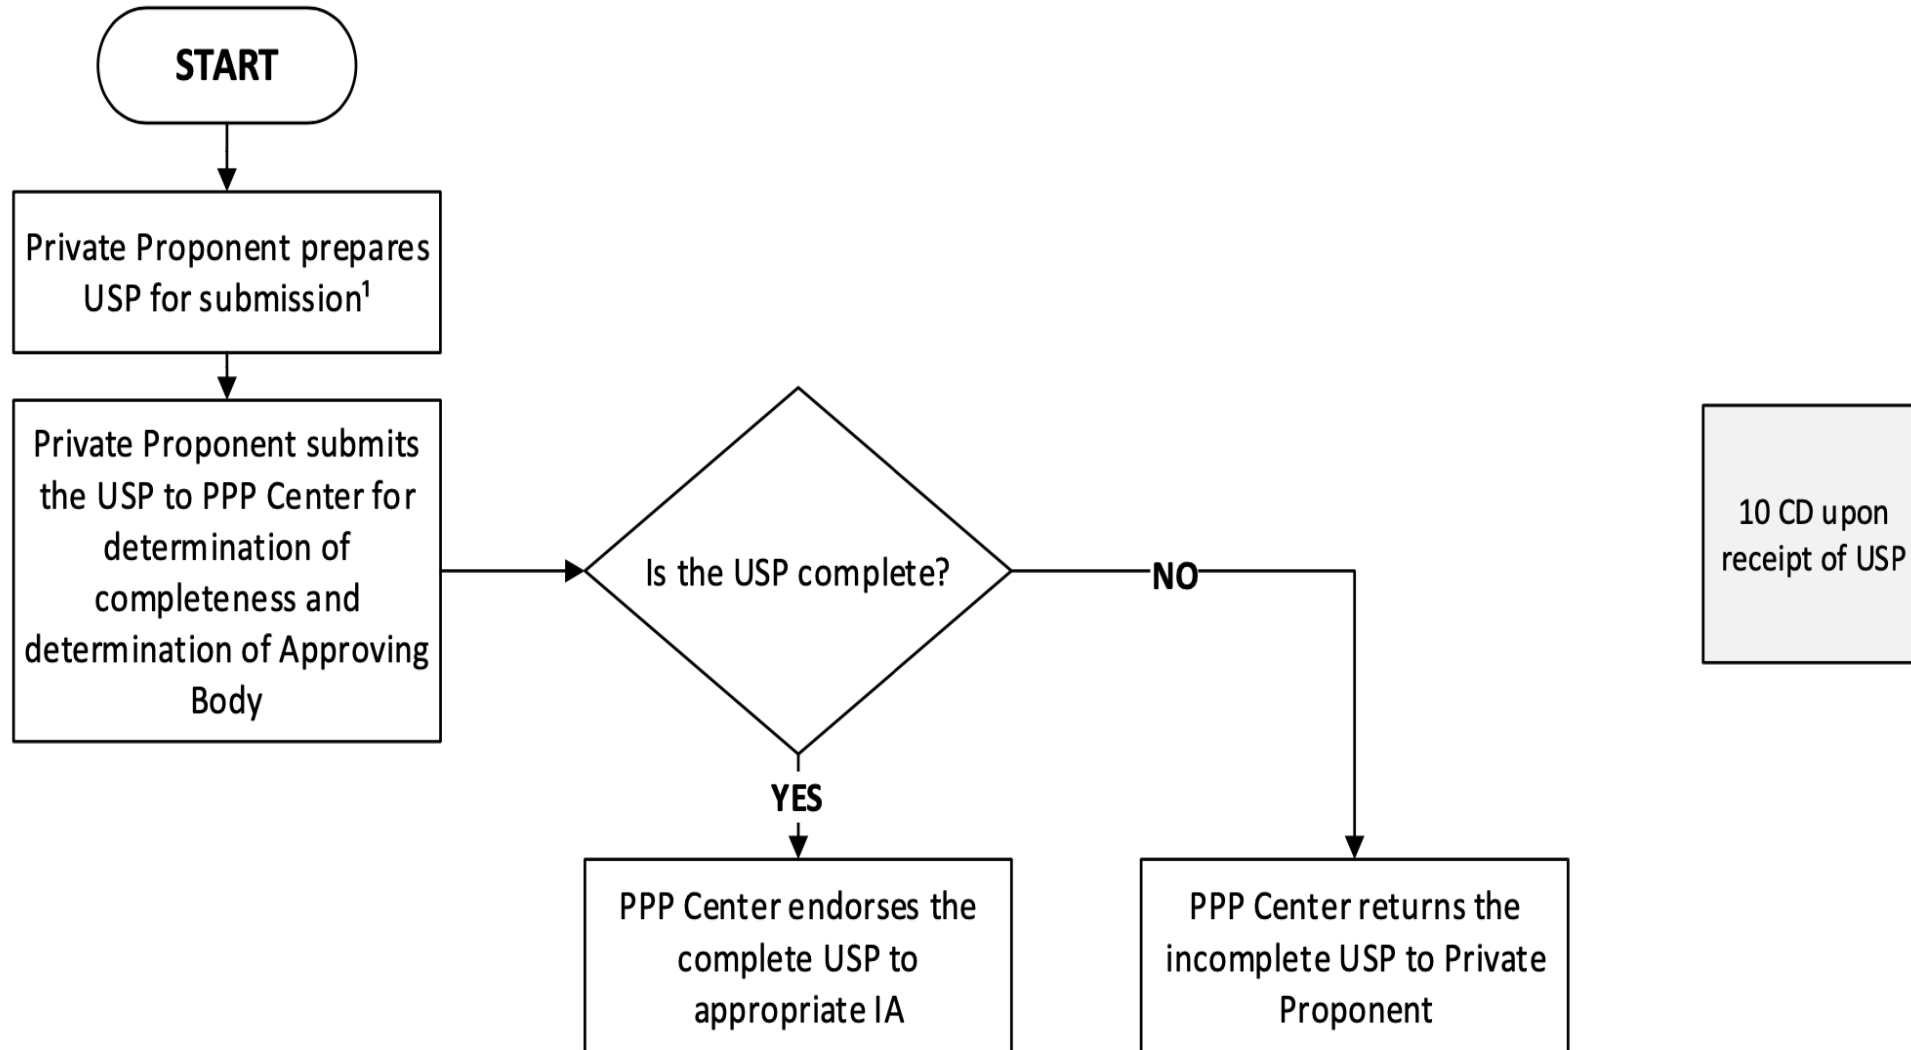 START
Private Proponent prepares
USP for submission¹
Private Proponent submits
the USP to PPP Center for
determination of
completeness and
determination of Approving
Body
Is the USP complete?
NO
10 CD upon
receipt of USP
YES
PPP Center endorses the
complete USP to
appropriate IA
PPP Center returns the
incomplete USP to Private
Proponent